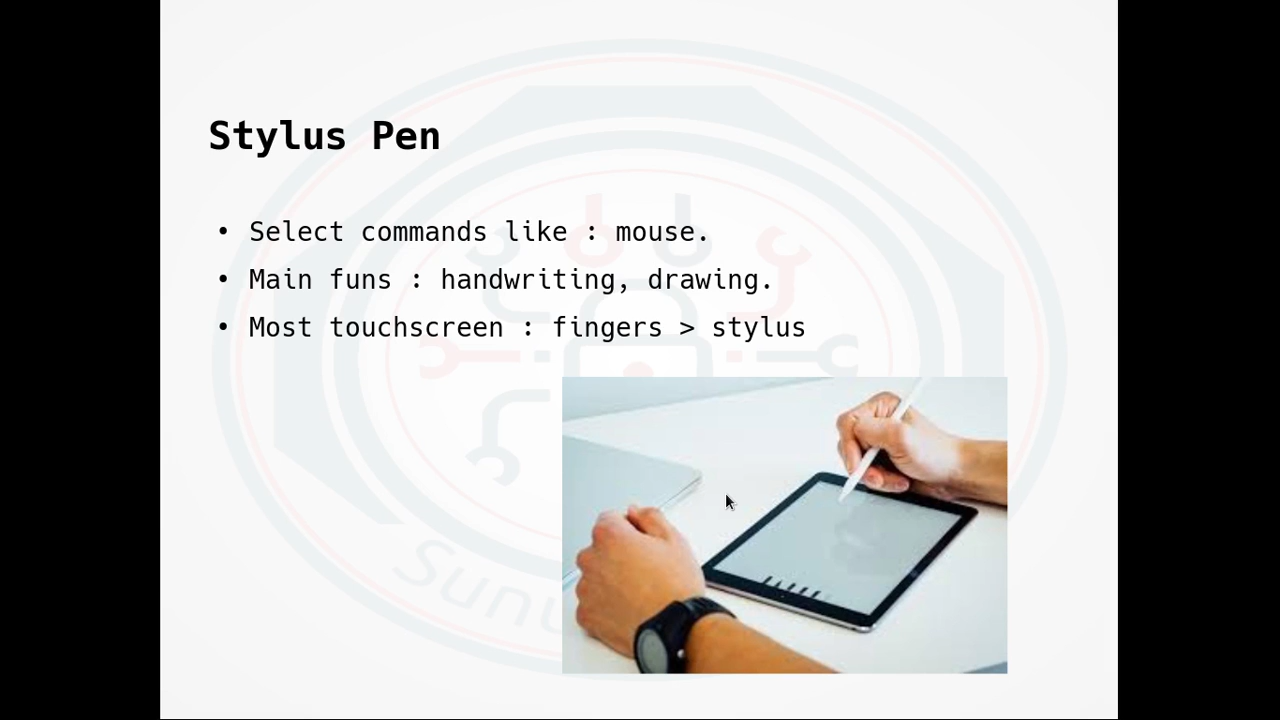 Stylus Pen
• Select commands like : mouse.
• Main funs : handwriting, drawing.
• Most touchscreen : fingers > stylus